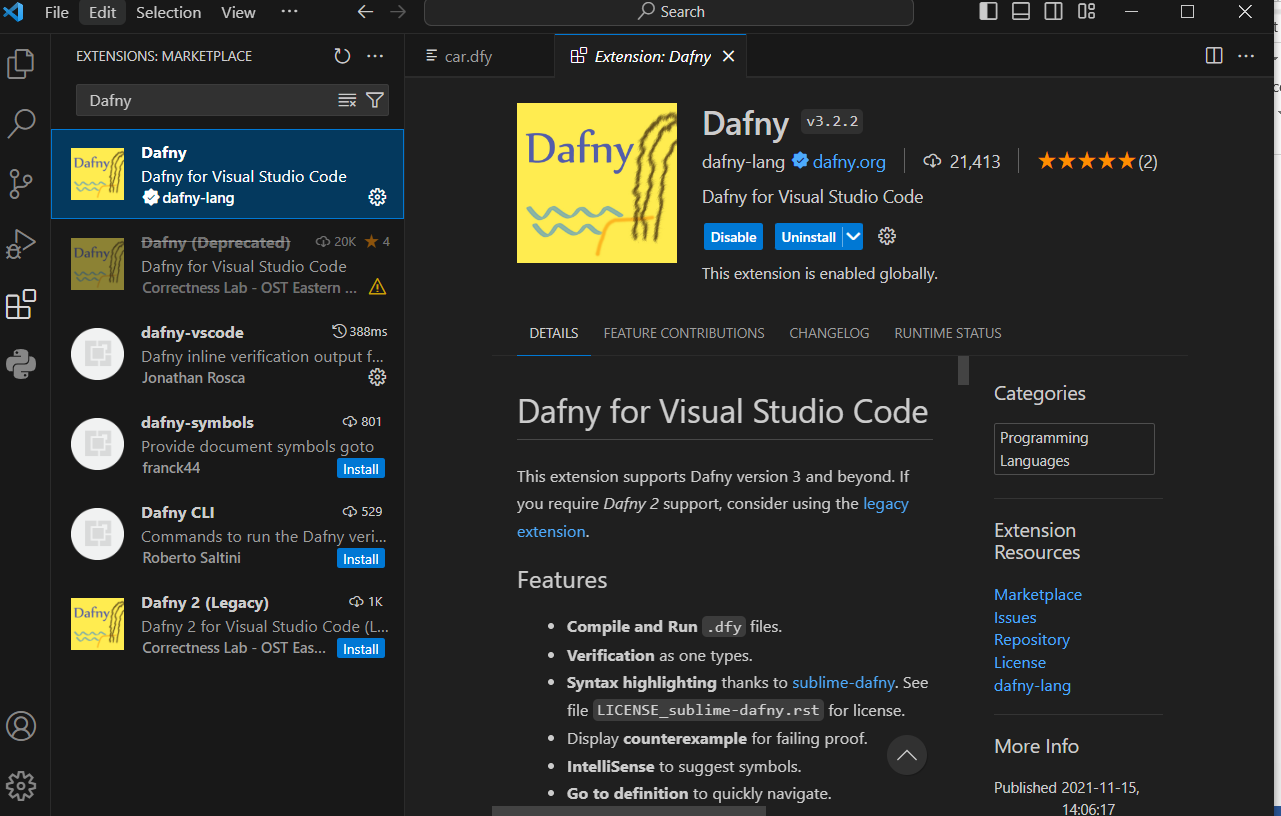 File Edit Selection View ··· Search
EXTENSIONS: MARKETPLACE
Dafny
Dafny
Dafny for Visual Studio Code
dafny-lang
Dafny
Dafny (Deprecated) 20K 4
Dafny for Visual Studio Code
Correctness Lab - OST Eastern ...
Dafny
dafny-vscode 388ms
Dafny inline verification output f...
Jonathan Rosca
dafny-symbols 801
Provide document symbols goto
franck44 Install
Dafny CLI 529
Commands to run the Dafny veri...
Roberto Saltini Install
Dafny 2 (Legacy) 1K
Dafny 2 for Visual Studio Code (L...
Correctness Lab - OST Eas... Install
Dafny
car.dfy Extension: Dafny
Dafny
Dafny v3.2.2
dafny-lang dafny.org 21,413 (2)
Dafny for Visual Studio Code
Disable Uninstall
This extension is enabled globally.
DETAILS FEATURE CONTRIBUTIONS CHANGELOG RUNTIME STATUS
Dafny for Visual Studio Code
This extension supports Dafny version 3 and beyond. If
you require Dafny 2 support, consider using the legacy
extension.
Features
• Compile and Run .dfy files.
• Verification as one types.
• Syntax highlighting thanks to sublime-dafny. See
file LICENSE_sublime-dafny.rst for license.
• Display counterexample for failing proof.
• IntelliSense to suggest symbols.
• Go to definition to quickly navigate.
Categories
Programming
Languages
Extension
Resources
Marketplace
Issues
Repository
License
dafny-lang
More Info
Published 2021-11-15,
14:06:17